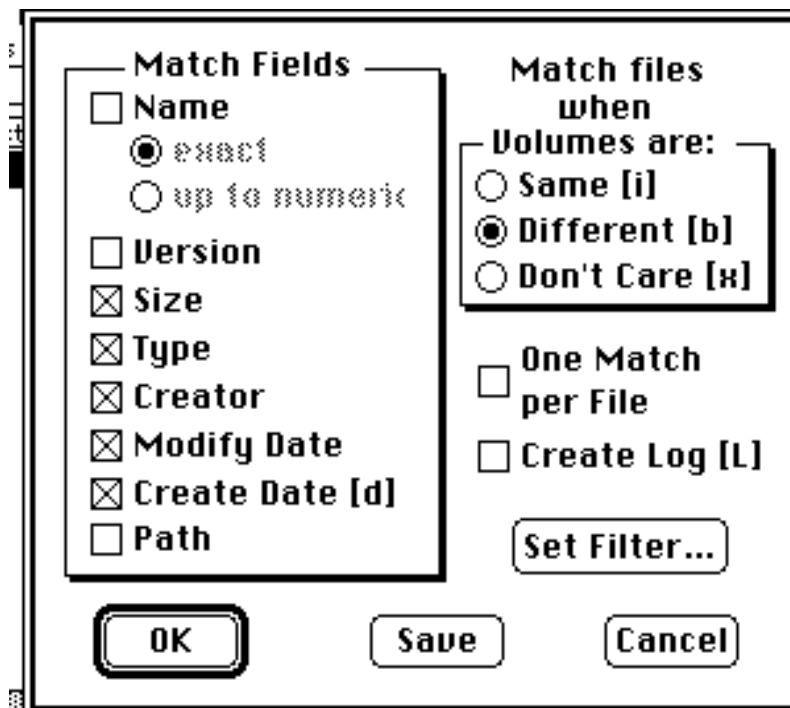 Match Fields
Name
exact
up to numeric
Version
Size
Type
Creator
Modify Date
Create Date [d]
Path
Match files
when
Volumes are:
Same [i]
Different [b]
Don't Care [x]
One Match
per File
Create Log [L]
Set Filter...
OK
Save
Cancel